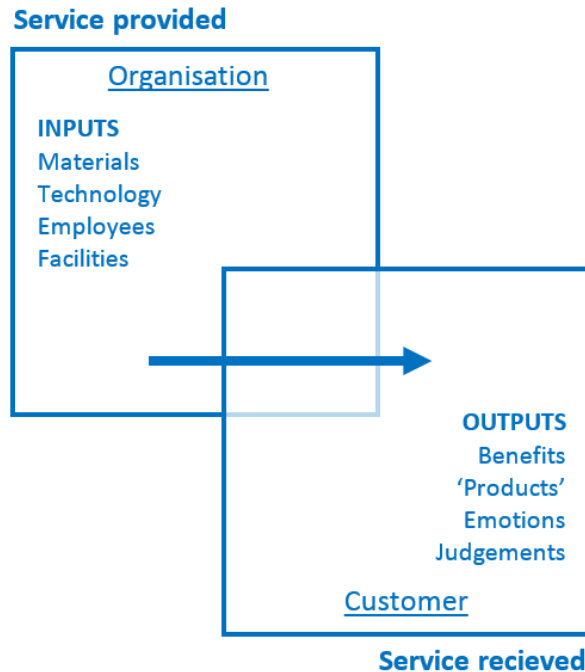 Service provided
Organisation
INPUTS
Materials
Technology
Employees
Facilities
OUTPUTS
Benefits
‘Products’
Emotions
Judgements
Customer
Service recieved